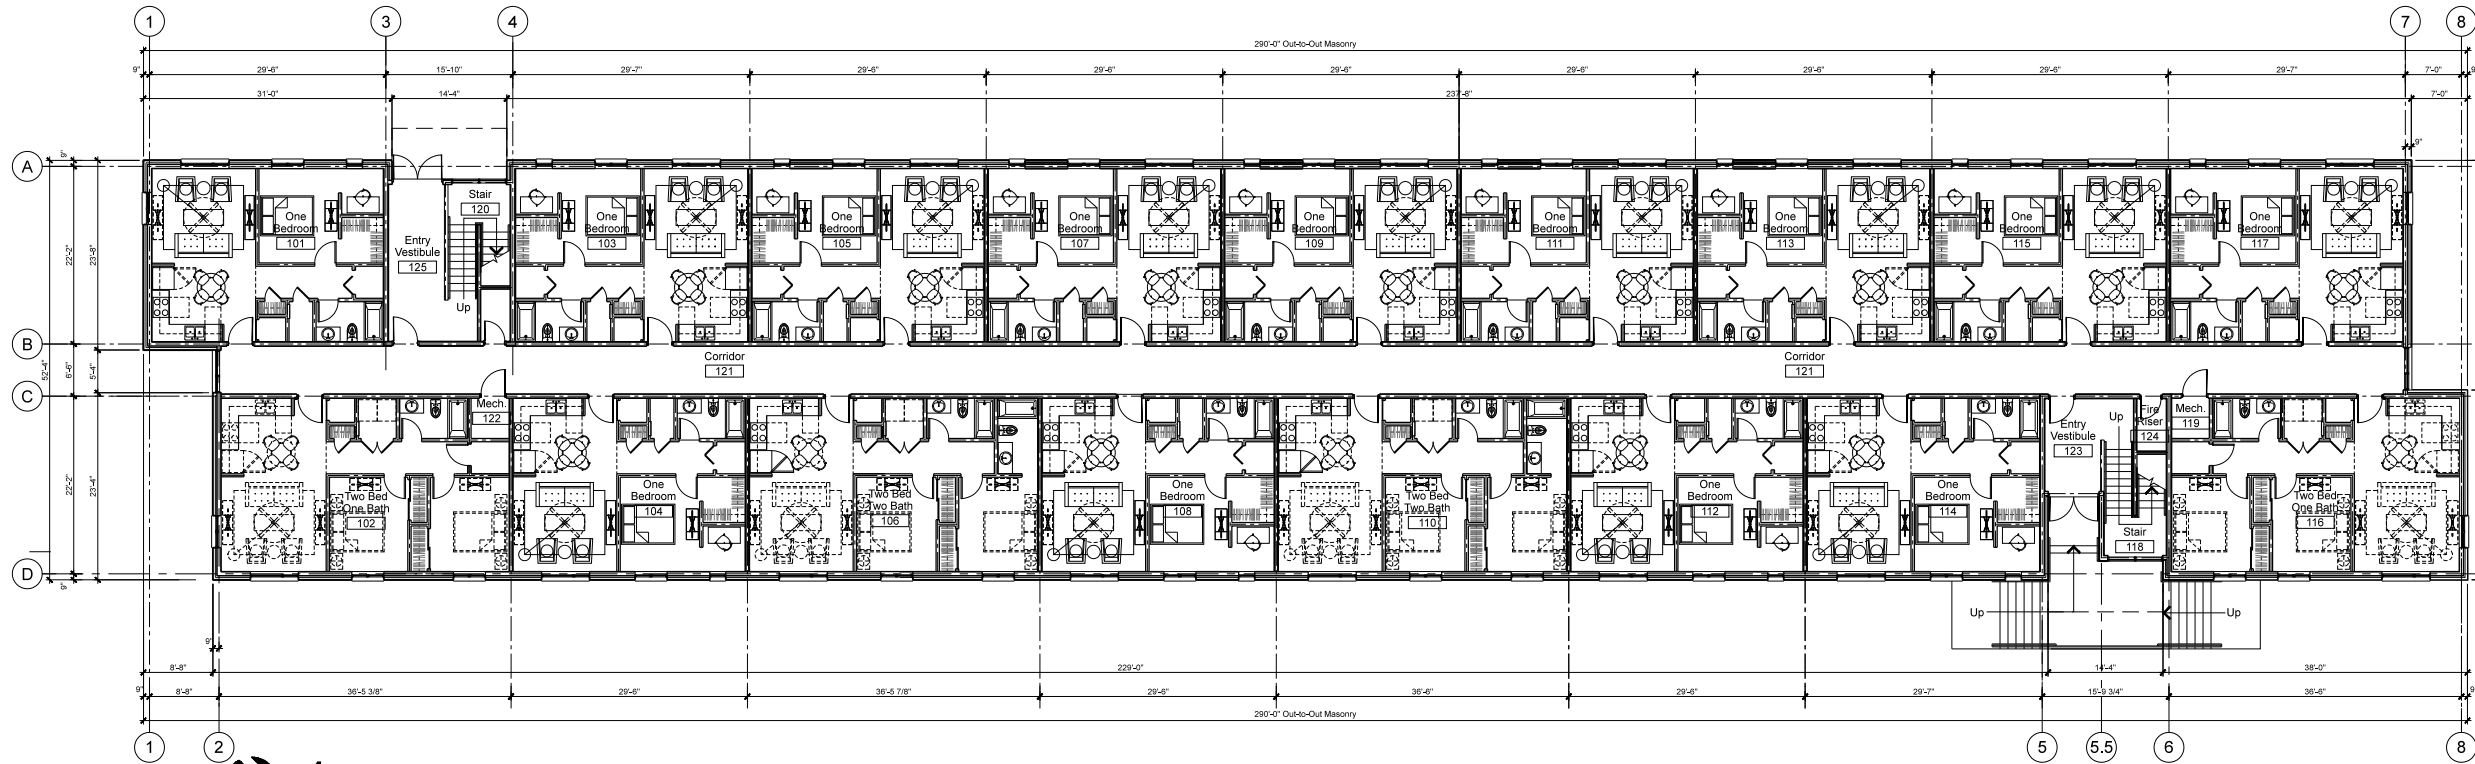 1 3 4 7 8
290'-0" Out-to-Out Masonry
9" 29'-6" 15'-10" 29'-7" 29'-6" 29'-6" 29'-6" 29'-6" 29'-6" 29'-6" 29'-7" 7'-0"
31'-0" 14'-4" 237'-8" 7'-0"
9"
9"
A
22'-2" 23'-8"
Stair
120
Entry
Vestibule
125
Up
One
Bedroom
101
One
Bedroom
103
One
Bedroom
105
One
Bedroom
107
One
Bedroom
109
One
Bedroom
111
One
Bedroom
113
One
Bedroom
115
One
Bedroom
117
B
52'-4" 6'-6" 5'-4"
Corridor
121
Corridor
121
C
22'-2" 23'-4"
Mech.
122
Two Bed
One Bath
102
One
Bedroom
104
Two Bed
Two Bath
106
One
Bedroom
108
Two Bed
Two Bath
110
One
Bedroom
112
One
Bedroom
114
Entry
Vestibule
123
Up
Fire
Riser
124
Mech.
119
Stair
118
Two Bed
One Bath
116
D
9"
Up
Up
9"
8'-8" 229'-0" 14'-4" 38'-0"
9" 8'-8" 36'-5 3/8" 29'-6" 36'-5 7/8" 29'-6" 36'-6" 29'-6" 29'-7" 15'-9 3/4" 36'-6"
290'-0" Out-to-Out Masonry
1 2 5 5.5 6 8